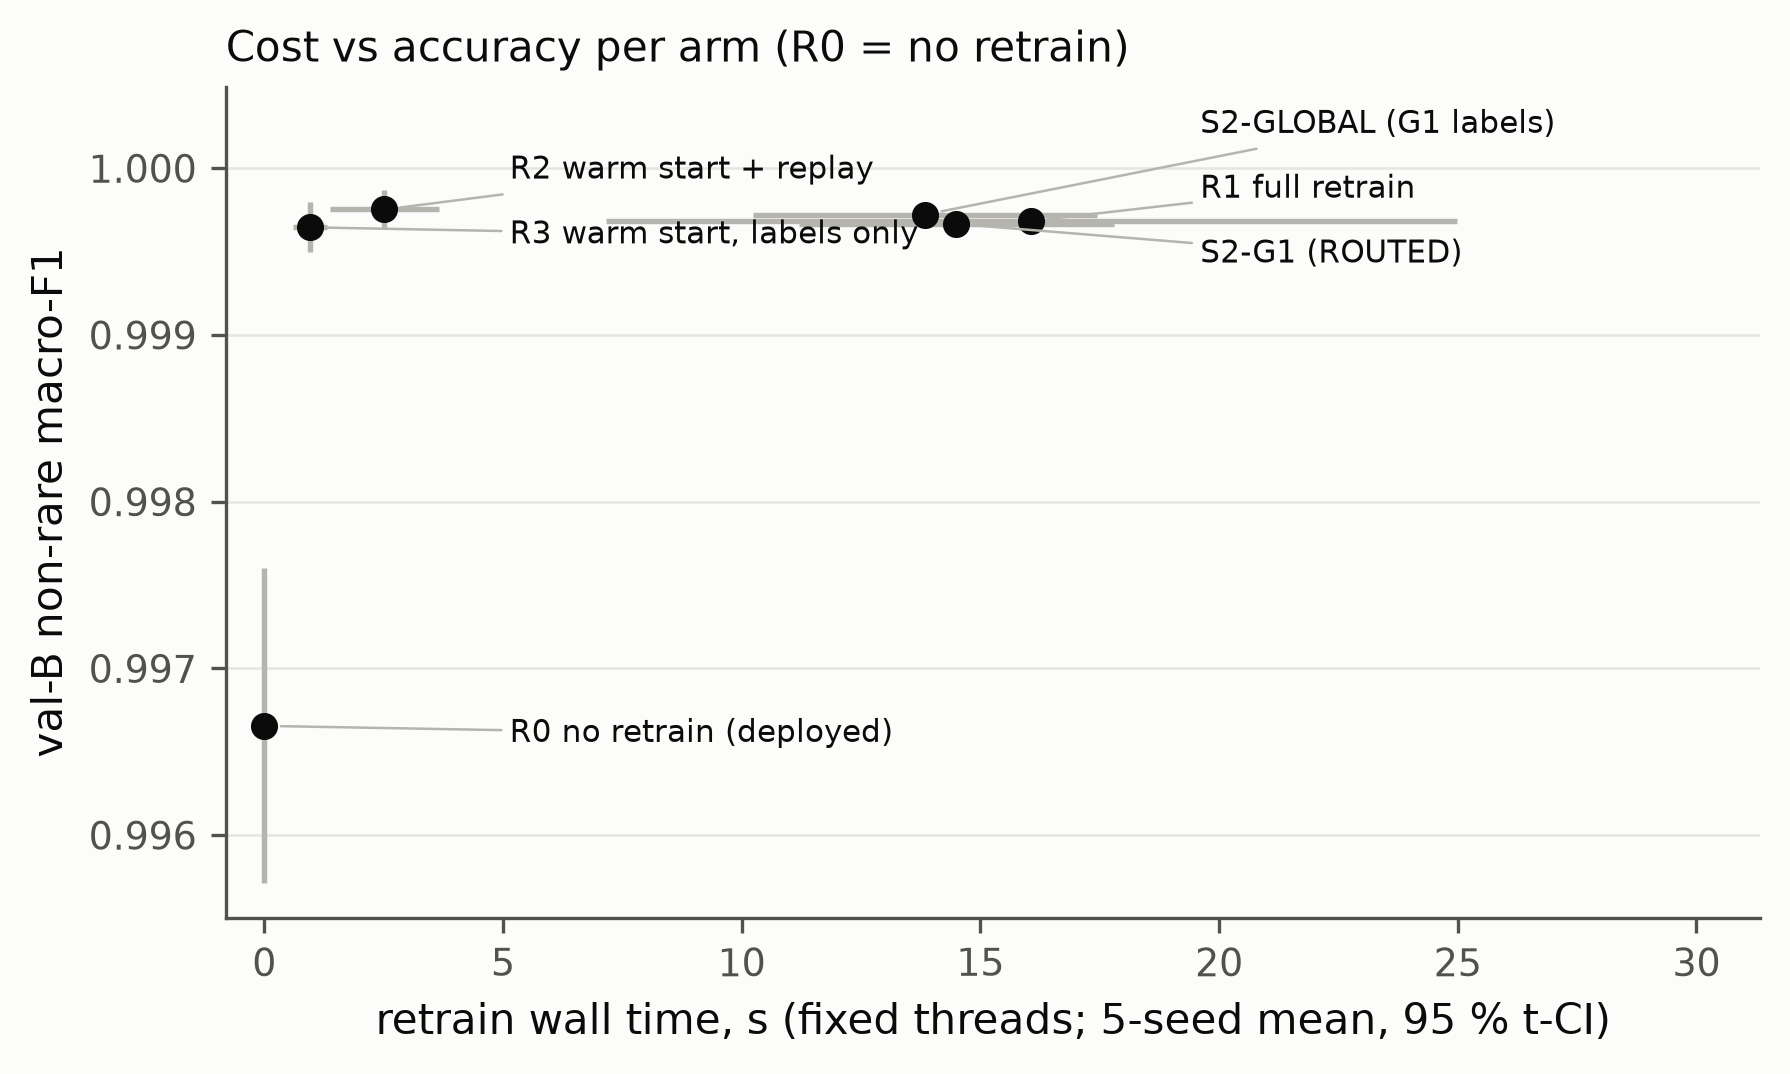 Cost vs accuracy per arm (R0 = no retrain)
S2-GLOBAL (G1 labels)
R2 warm start + replay
R1 full retrain
R3 warm start, labels only
S2-G1 (ROUTED)
R0 no retrain (deployed)
val-B non-rare macro-F1
1.000
0.999
0.998
0.997
0.996
0 5 10 15 20 25 30
retrain wall time, s (fixed threads; 5-seed mean, 95 % t-CI)